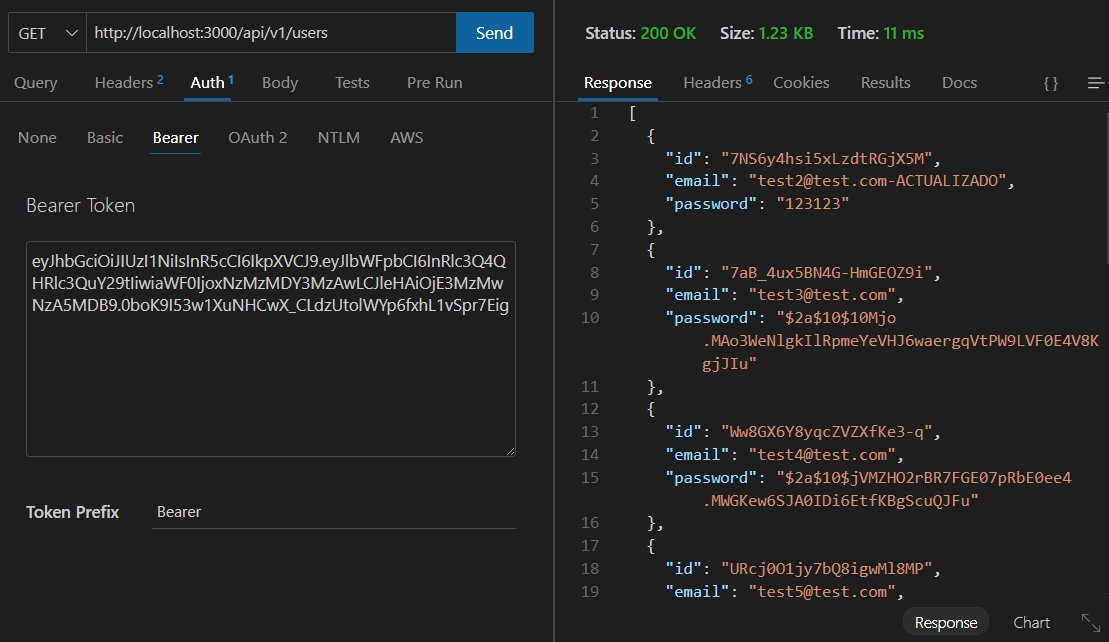 GET http://localhost:3000/api/v1/users Send
Query Headers 2 Auth 1 Body Tests Pre Run
None Basic Bearer OAuth 2 NTLM AWS
Bearer Token
eyJhbGciOiJIUzI1NiIsInR5cCI6IkpXVCJ9.eyJlbWFpbCI6InRlc3Q4Q
HRlc3QuY29tIiwiaWF0IjoxNzMzMDY3MzAwLCJleHAiOjE3MzMw
NzA5MDB9.0boK9I53w1XuNHCwX_CLdzUtolWYp6fxhL1vSpr7Eig
Token Prefix Bearer
Status: 200 OK Size: 1.23 KB Time: 11 ms
Response Headers 6 Cookies Results Docs { }
1 [
2 {
3 "id": "7NS6y4hsi5xLzdtRGjX5M",
4 "email": "test2@test.com-ACTUALIZADO",
5 "password": "123123"
6 },
7 {
8 "id": "7aB_4ux5BN4G-HmGEOZ9i",
9 "email": "test3@test.com",
10 "password": "$2a$10$10Mjo
.MAo3WeNlgkIlRpmeYeVHJ6waergqVtPW9LVF0E4V8K
gjJIu"
11 },
12 {
13 "id": "Ww8GX6Y8yqcZVZXfKe3-q",
14 "email": "test4@test.com",
15 "password": "$2a$10$jVMZHO2rBR7FGE07pRbE0ee4
.MWGKew6SJA0IDi6EtfKBgScuQJFu"
16 },
17 {
18 "id": "URcj0O1jy7bQ8igwMl8MP",
19 "email": "test5@test.com",
Response Chart